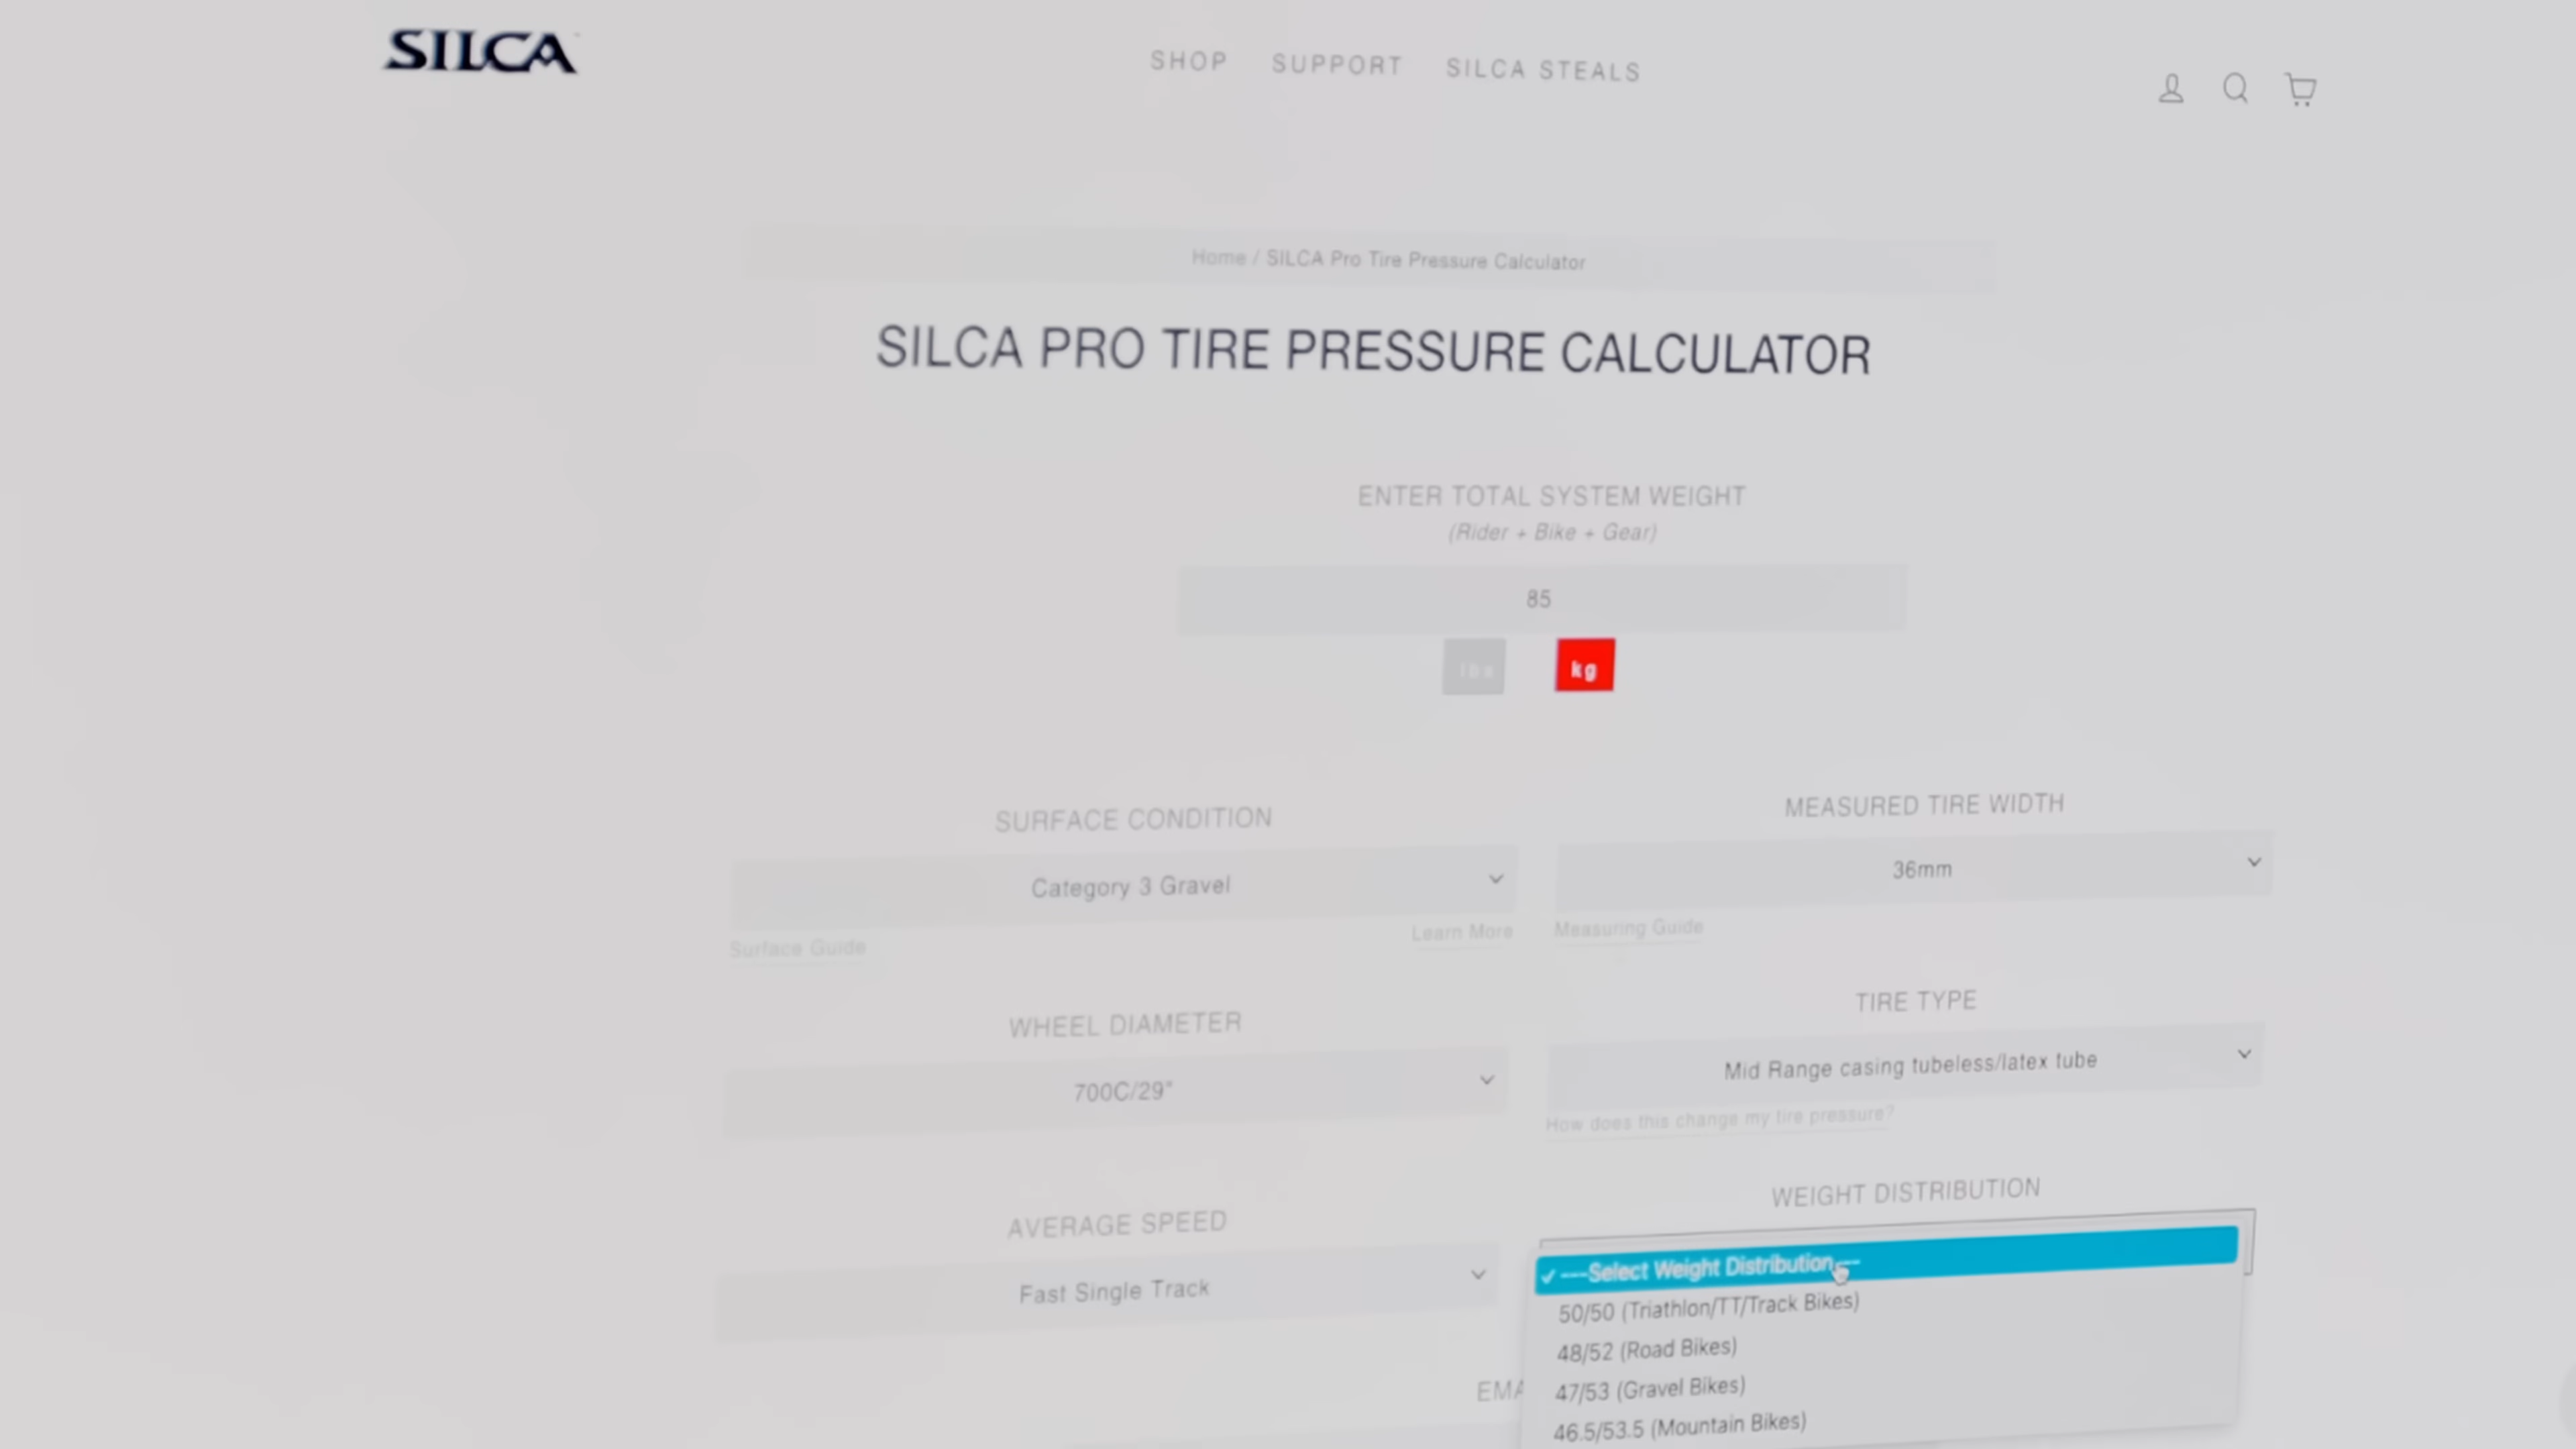 SILCA
SHOP SUPPORT SILCA STEALS
Home / SILCA Pro Tire Pressure Calculator
SILCA PRO TIRE PRESSURE CALCULATOR
ENTER TOTAL SYSTEM WEIGHT
(Rider + Bike + Gear)
85
lbs kg
SURFACE CONDITION
Category 3 Gravel
Surface Guide Learn More
MEASURED TIRE WIDTH
36mm
Measuring Guide
WHEEL DIAMETER
700C/29"
TIRE TYPE
Mid Range casing tubeless/latex tube
How does this change my tire pressure?
AVERAGE SPEED
Fast Single Track
WEIGHT DISTRIBUTION
---Select Weight Distribution---
50/50 (Triathlon/TT/Track Bikes)
48/52 (Road Bikes)
47/53 (Gravel Bikes)
46.5/53.5 (Mountain Bikes)